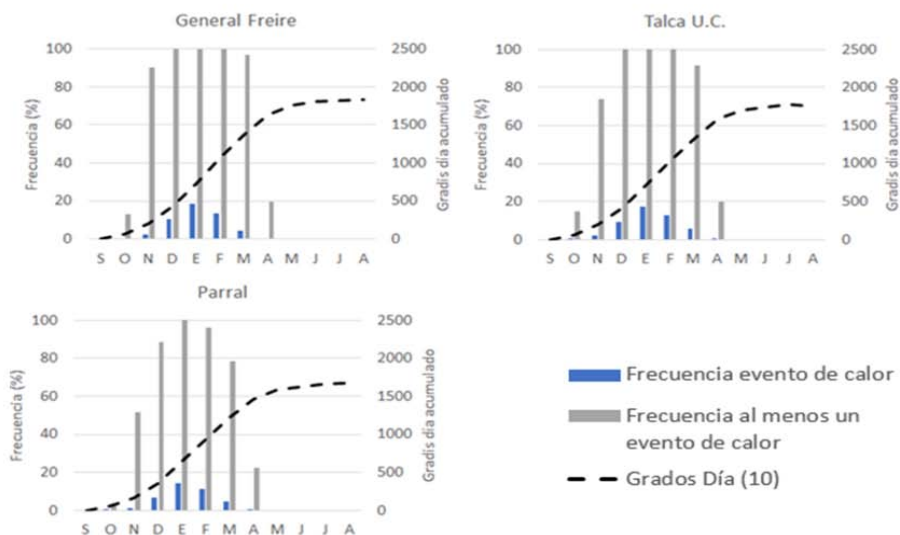 General Freire
Frecuencia (%)
100
80
60
40
20
0
2500
2000
1500
1000
500
0
Gradis día acumulado
S O N D E F M A M J J A
Talca U.C.
Frecuencia (%)
100
80
60
40
20
0
2500
2000
1500
1000
500
0
Gradis día acumulado
S O N D E F M A M J J A
Parral
Frecuencia (%)
100
80
60
40
20
0
2500
2000
1500
1000
500
0
Gradis día acumulado
S O N D E F M A M J J A
Frecuencia evento de calor
Frecuencia al menos un
evento de calor
Grados Día (10)